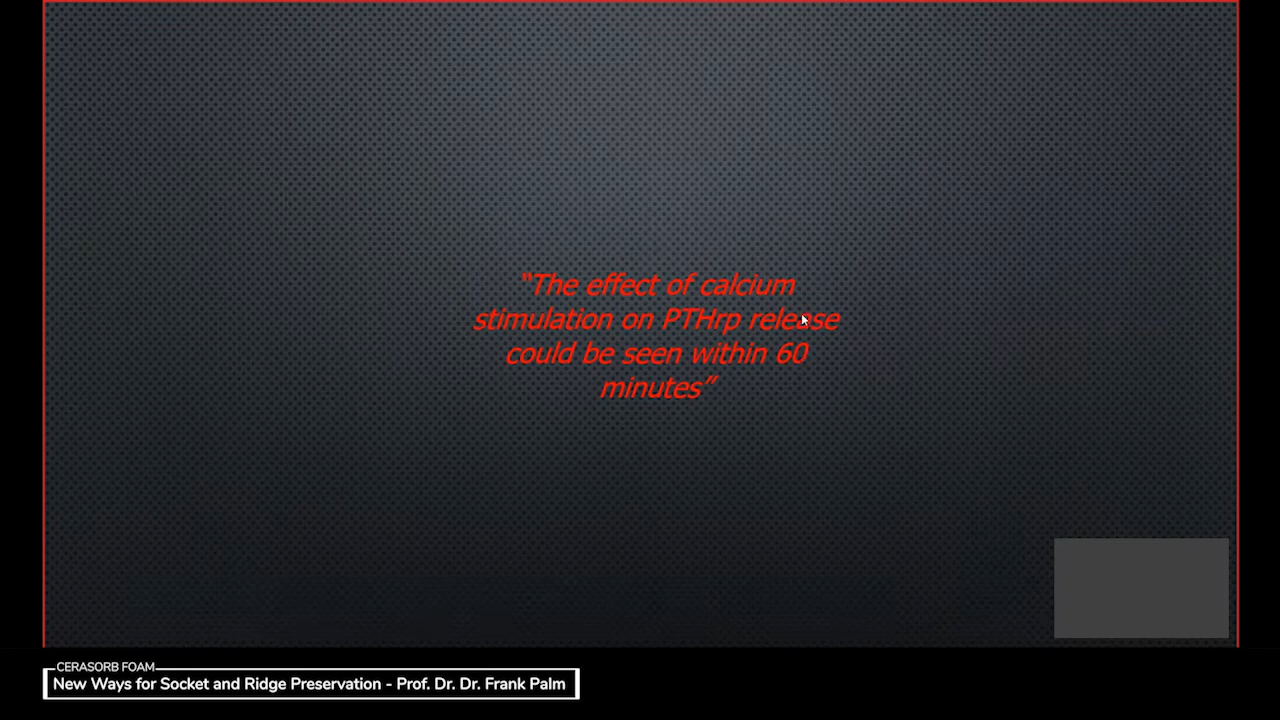 "The effect of calcium
stimulation on PTHrp release
could be seen within 60
minutes"
CERASORB FOAM
New Ways for Socket and Ridge Preservation - Prof. Dr. Dr. Frank Palm